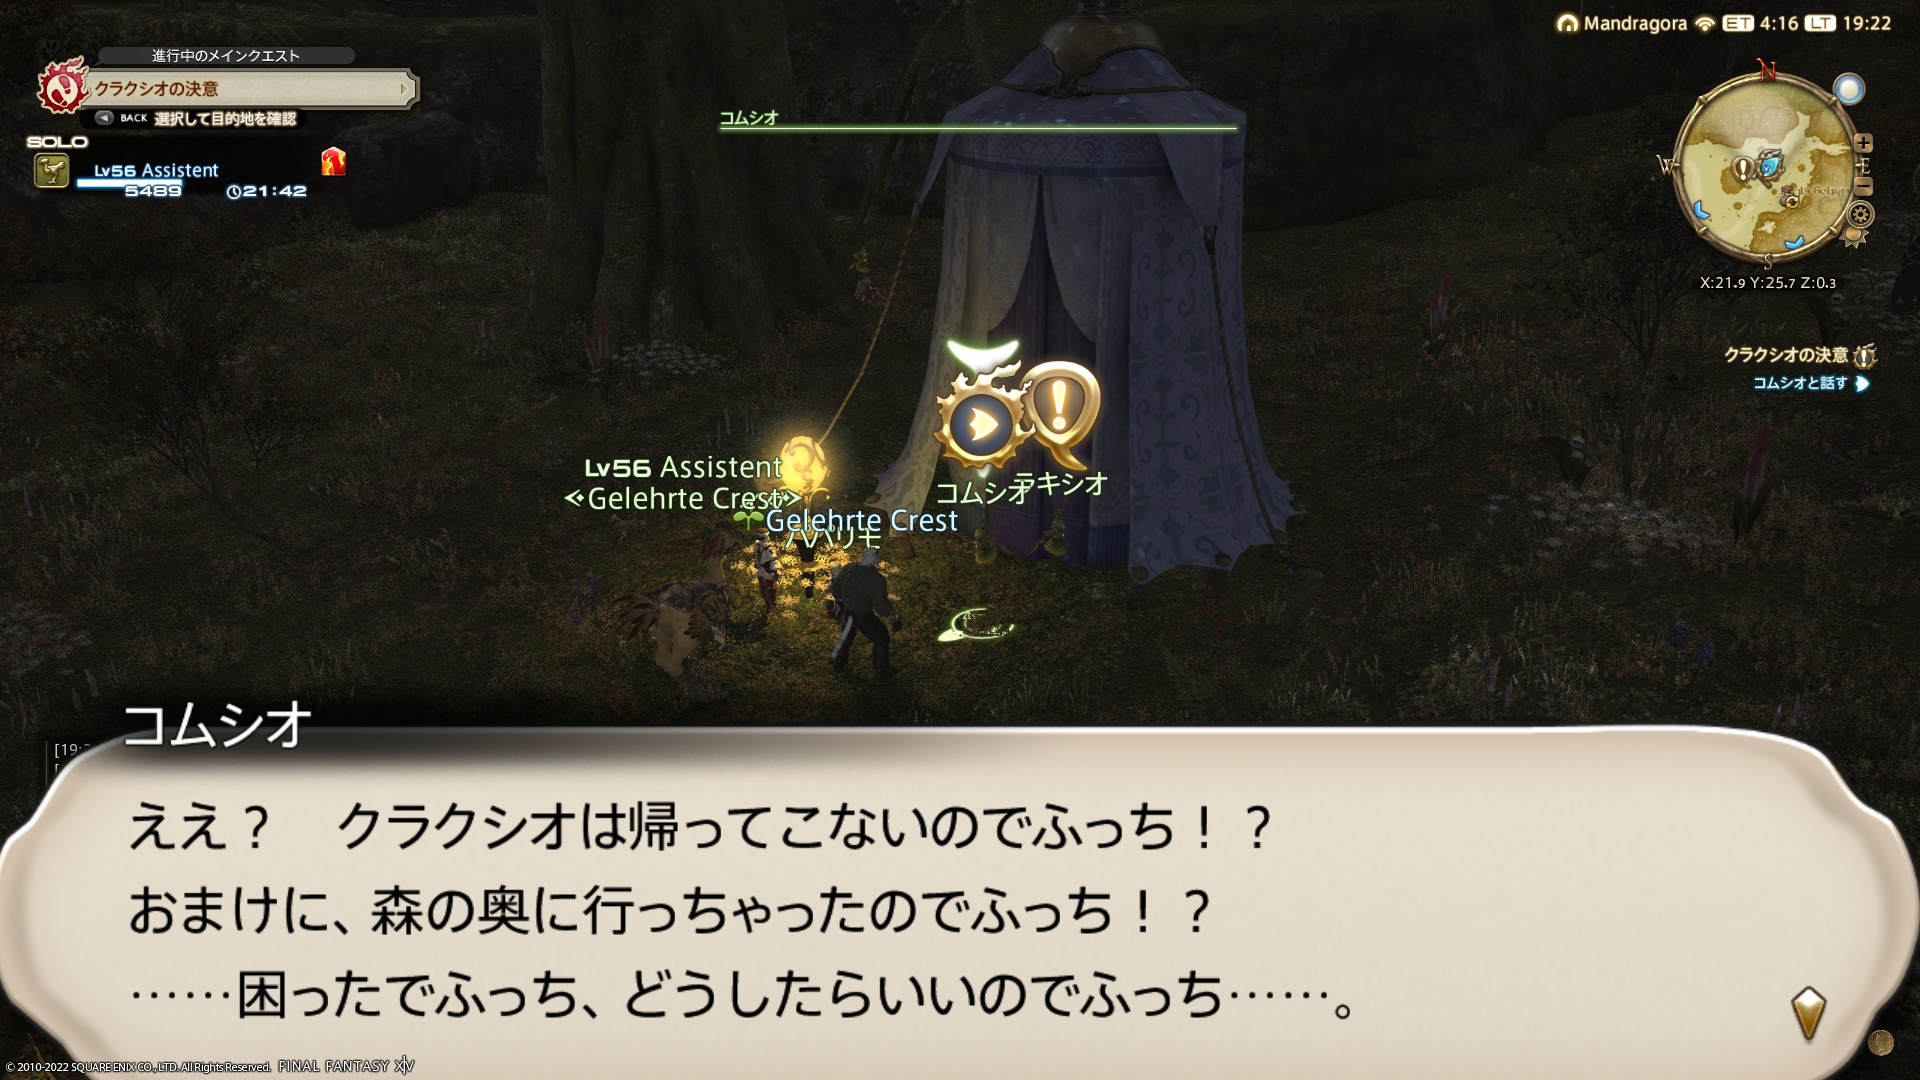 Mandragora ET 4:16 LT 19:22
進行中のメインクエスト
クラクシオの決意
BACK 選択して目的地を確認
SOLO
Lv56 Assistent
5489 21:42
コムシオ
N
W
E
S
X:21.9 Y:25.7 Z:0.3
クラクシオの決意
コムシオと話す
Lv56 Assistent
Gelehrte Crest
コムシオ
ラキシオ
Gelehrte Crest
パパリモ
[19:
コムシオ
ええ？　クラクシオは帰ってこないのでふっち！？
おまけに、森の奥に行っちゃったのでふっち！？
……困ったでふっち、どうしたらいいのでふっち……。
© 2010-2022 SQUARE ENIX CO., LTD. All Rights Reserved. FINAL FANTASY XIV